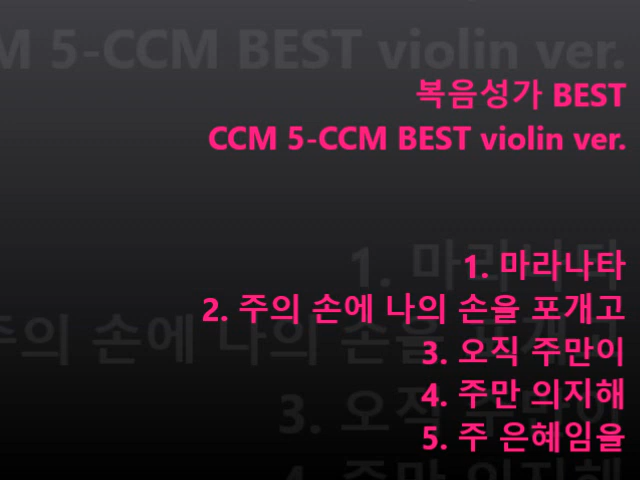 복음성가 BEST
CCM 5-CCM BEST violin ver.
1. 마라나타
2. 주의 손에 나의 손을 포개고
3. 오직 주만이
4. 주만 의지해
5. 주 은혜임을